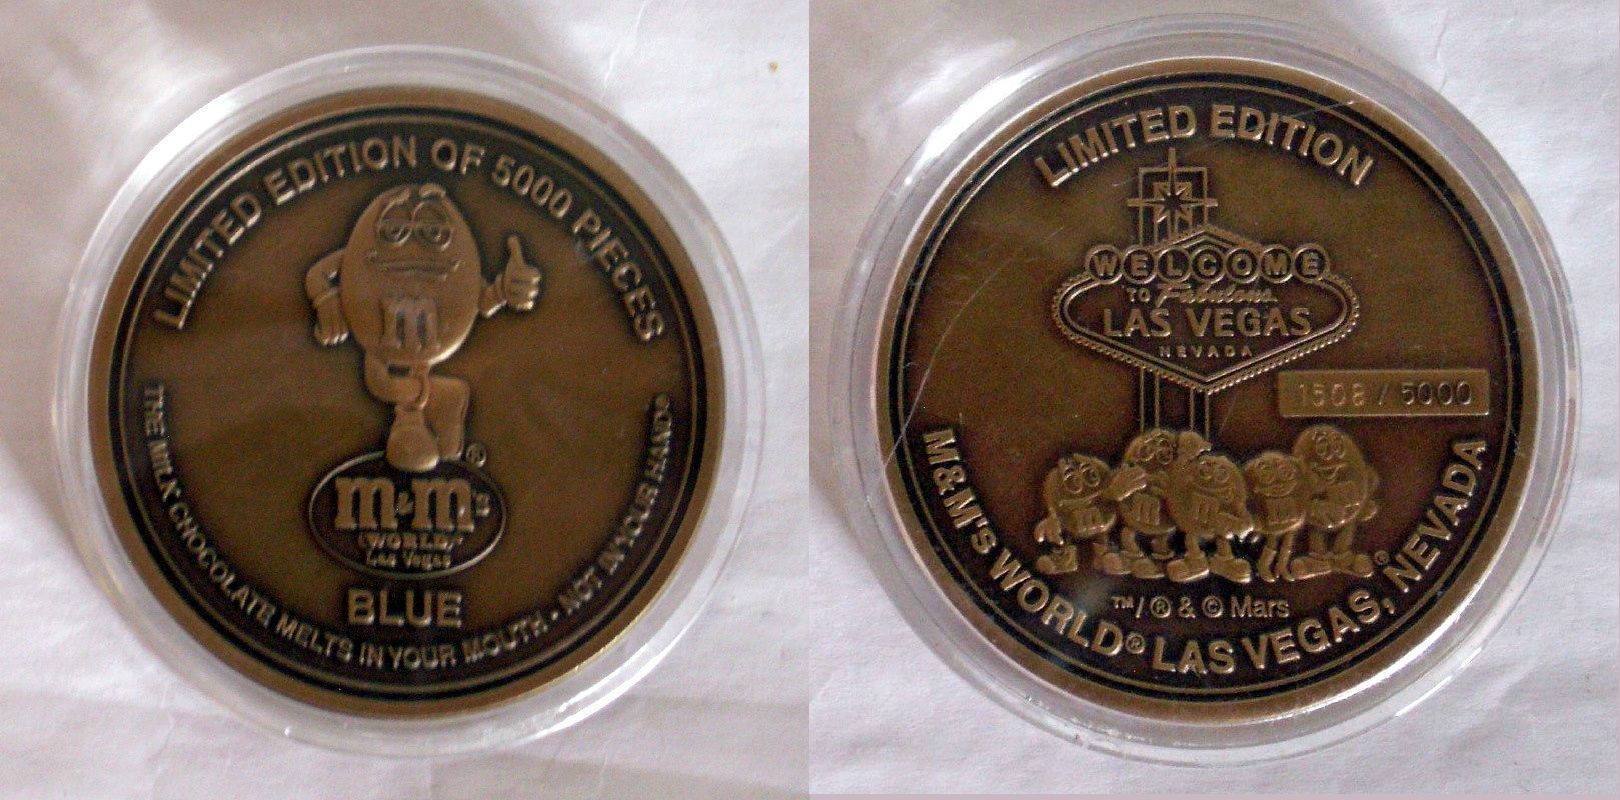 LIMITED EDITION OF 5000 PIECES
m
®
m&m's
WORLD
Las Vegas
BLUE
THE MILK CHOCOLATE MELTS IN YOUR MOUTH - NOT IN YOUR HAND®
LIMITED EDITION
WELCOME
TO Fabulous
LAS VEGAS
NEVADA
1508 / 5000
TM / ® & © Mars
M&M'S WORLD® LAS VEGAS, NEVADA